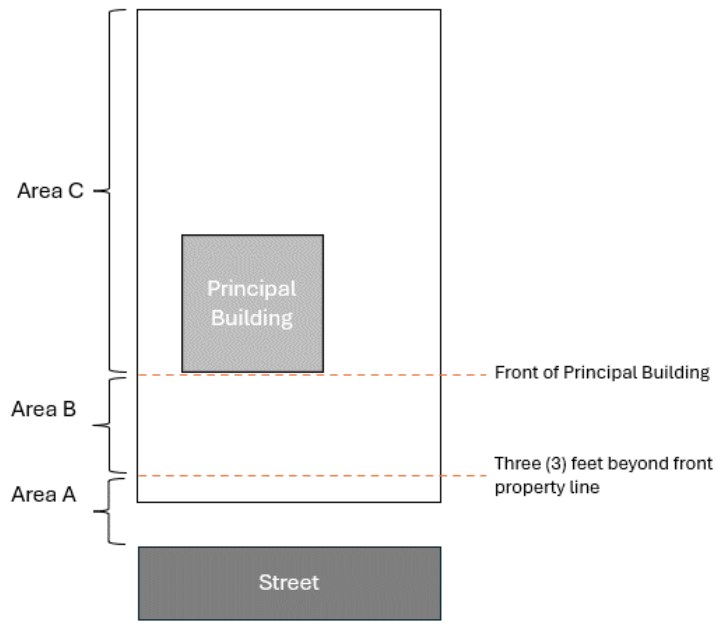 Area C
Principal
Building
Front of Principal Building
Area B
Three (3) feet beyond front
property line
Area A
Street